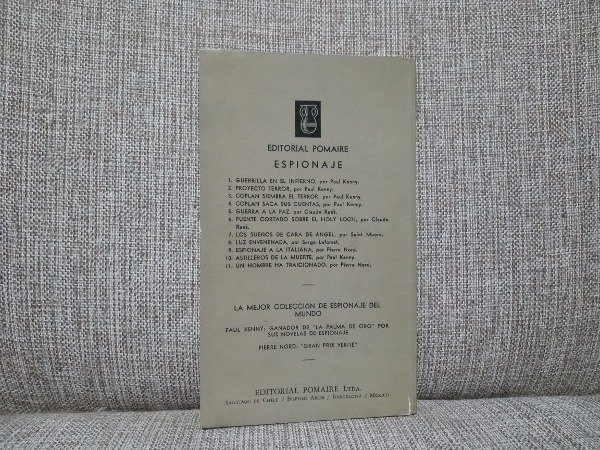 EDITORIAL POMAIRE
ESPIONAJE
1. GUERRILLA EN EL INFIERNO, por Paul Kenny.
2. PROYECTO TERROR, por Paul Kenny.
3. COPLAN SIEMBRA EL TERROR, por Paul Kenny.
4. COPLAN SACA SUS CUENTAS, por Paul Kenny.
5. GUERRA A LA PAZ, por Claude Rank.
6. PUENTE CORTADO SOBRE EL HOLY LOCH, por Claude
Rank.
7. LOS SUEÑOS DE CARA DE ANGEL, por Saint Moore.
8. LUZ ENVENENADA, por Serge Laforest.
9. ESPIONAJE A LA ITALIANA, por Pierre Nord.
10. ASTILLEROS DE LA MUERTE, por Paul Kenny.
11. UN HOMBRE HA TRAICIONADO, por Pierre Nord.
LA MEJOR COLECCION DE ESPIONAJE DEL
MUNDO
PAUL KENNY: GANADOR DE "LA PALMA DE ORO" POR
SUS NOVELAS DE ESPIONAJE
PIERRE NORD: "GRAN PRIX VERITÉ"
EDITORIAL POMAIRE LTDA.
SANTIAGO DE CHILE / BUENOS AIRES / BARCELONA / MÉXICO